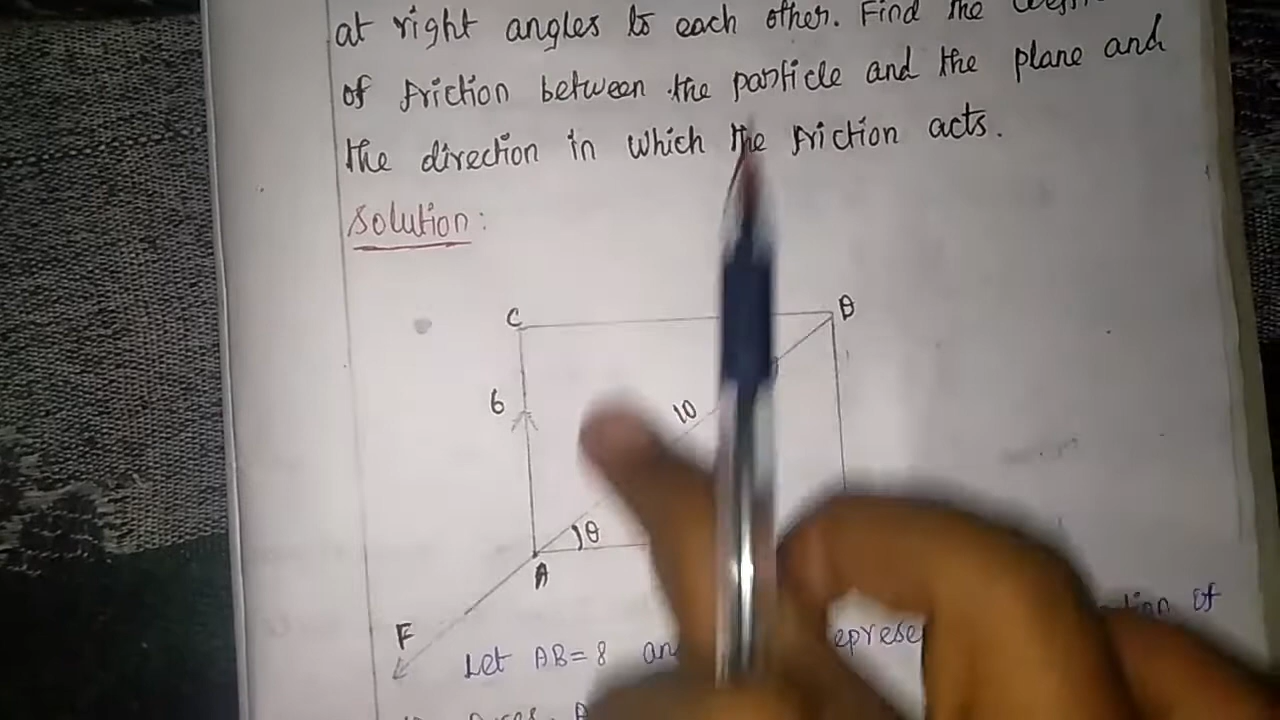 at right angles to each other. Find the
of friction between the particle and the plane and
the direction in which the friction acts.
Solution:
C
6
10
θ
A
F
Let AB = 8
of